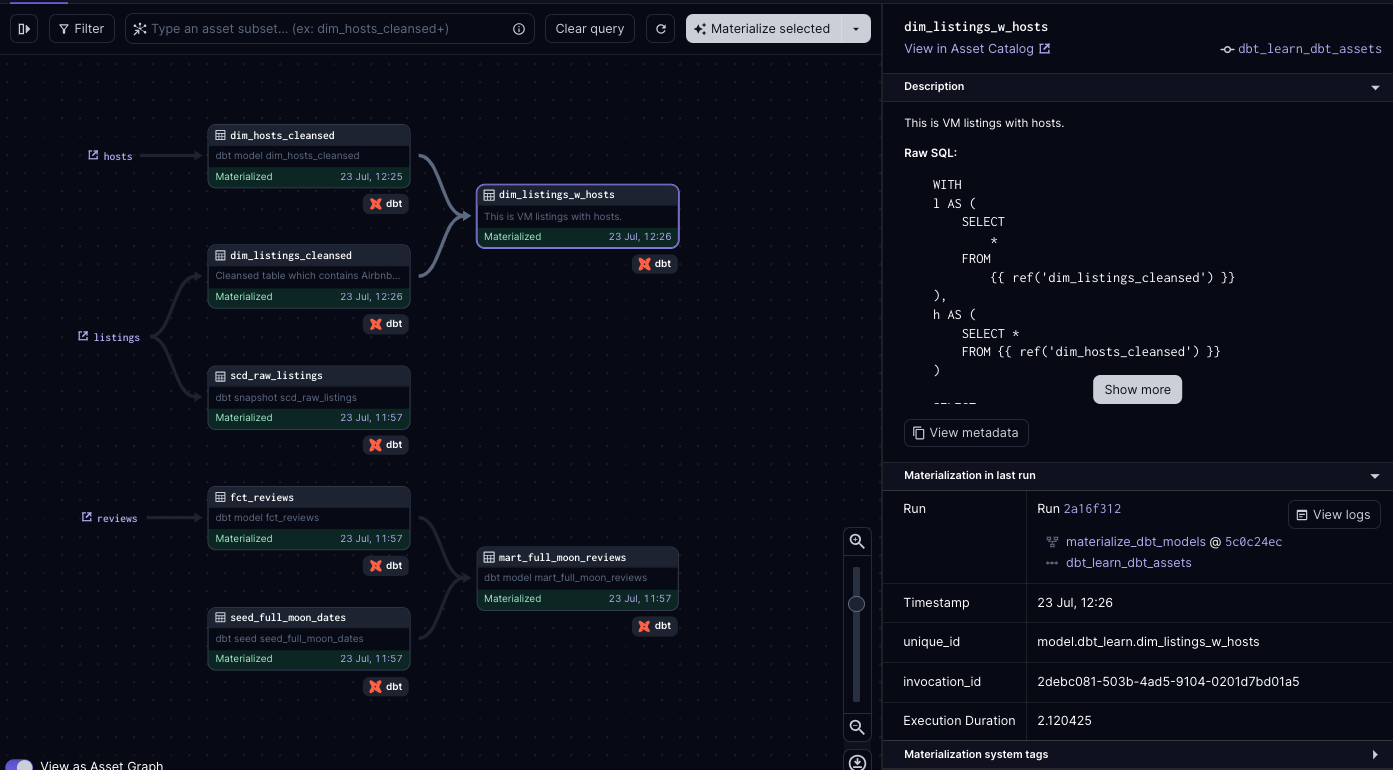 Filter
Type an asset subset... (ex: dim_hosts_cleansed+)
Clear query
Materialize selected
hosts
dim_hosts_cleansed
dbt model dim_hosts_cleansed
Materialized 23 Jul, 12:25
dbt
dim_listings_w_hosts
This is VM listings with hosts.
Materialized 23 Jul, 12:26
dbt
listings
dim_listings_cleansed
Cleansed table which contains Airbnb...
Materialized 23 Jul, 12:26
dbt
scd_raw_listings
dbt snapshot scd_raw_listings
Materialized 23 Jul, 11:57
dbt
reviews
fct_reviews
dbt model fct_reviews
Materialized 23 Jul, 11:57
dbt
seed_full_moon_dates
dbt seed seed_full_moon_dates
Materialized 23 Jul, 11:57
dbt
mart_full_moon_reviews
dbt model mart_full_moon_reviews
Materialized 23 Jul, 11:57
dbt
View as Asset Graph
dim_listings_w_hosts
View in Asset Catalog dbt_learn_dbt_assets
Description
This is VM listings with hosts.
Raw SQL:
WITH
l AS (
SELECT
*
FROM
{{ ref('dim_listings_cleansed') }}
),
h AS (
SELECT *
FROM {{ ref('dim_hosts_cleansed') }}
)
Show more
View metadata
Materialization in last run
Run Run 2a16f312 View logs
materialize_dbt_models @ 5c0c24ec
dbt_learn_dbt_assets
Timestamp 23 Jul, 12:26
unique_id model.dbt_learn.dim_listings_w_hosts
invocation_id 2debc081-503b-4ad5-9104-0201d7bd01a5
Execution Duration 2.120425
Materialization system tags